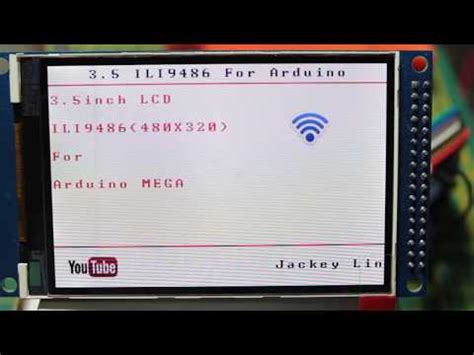 3.5 ILI9486 For Arduino
3.5inch LCD
ILI9486(480X320)
For
Arduino MEGA
YouTube
Jackey Lin